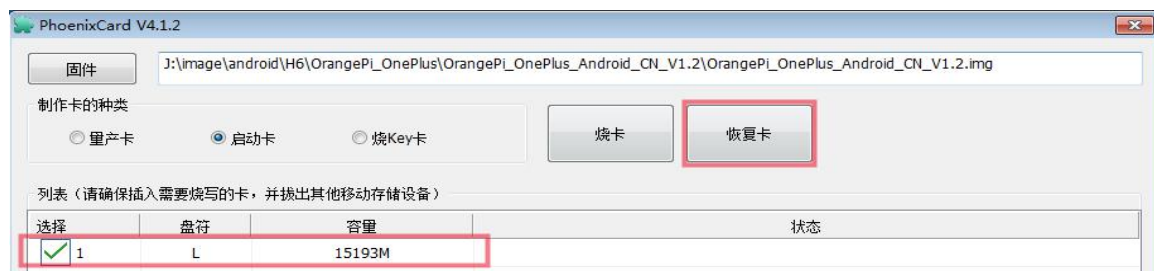 PhoenixCard V4.1.2
固件 J:\image\android\H6\OrangePi_OnePlus\OrangePi_OnePlus_Android_CN_V1.2\OrangePi_OnePlus_Android_CN_V1.2.img
制作卡的种类
量产卡 启动卡 烧Key卡 烧卡 恢复卡
列表（请确保插入需要烧写的卡，并拔出其他移动存储设备）
选择 盘符 容量 状态
1 L 15193M